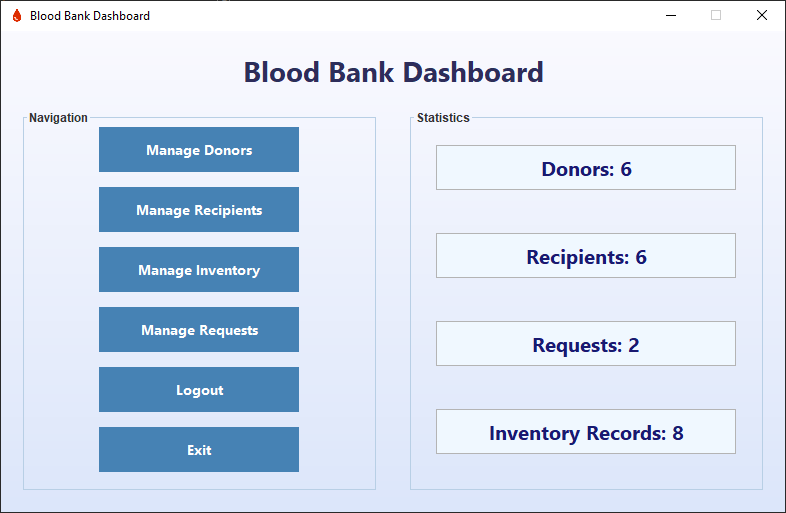 Blood Bank Dashboard
Blood Bank Dashboard
Navigation
Manage Donors
Manage Recipients
Manage Inventory
Manage Requests
Logout
Exit
Statistics
Donors: 6
Recipients: 6
Requests: 2
Inventory Records: 8